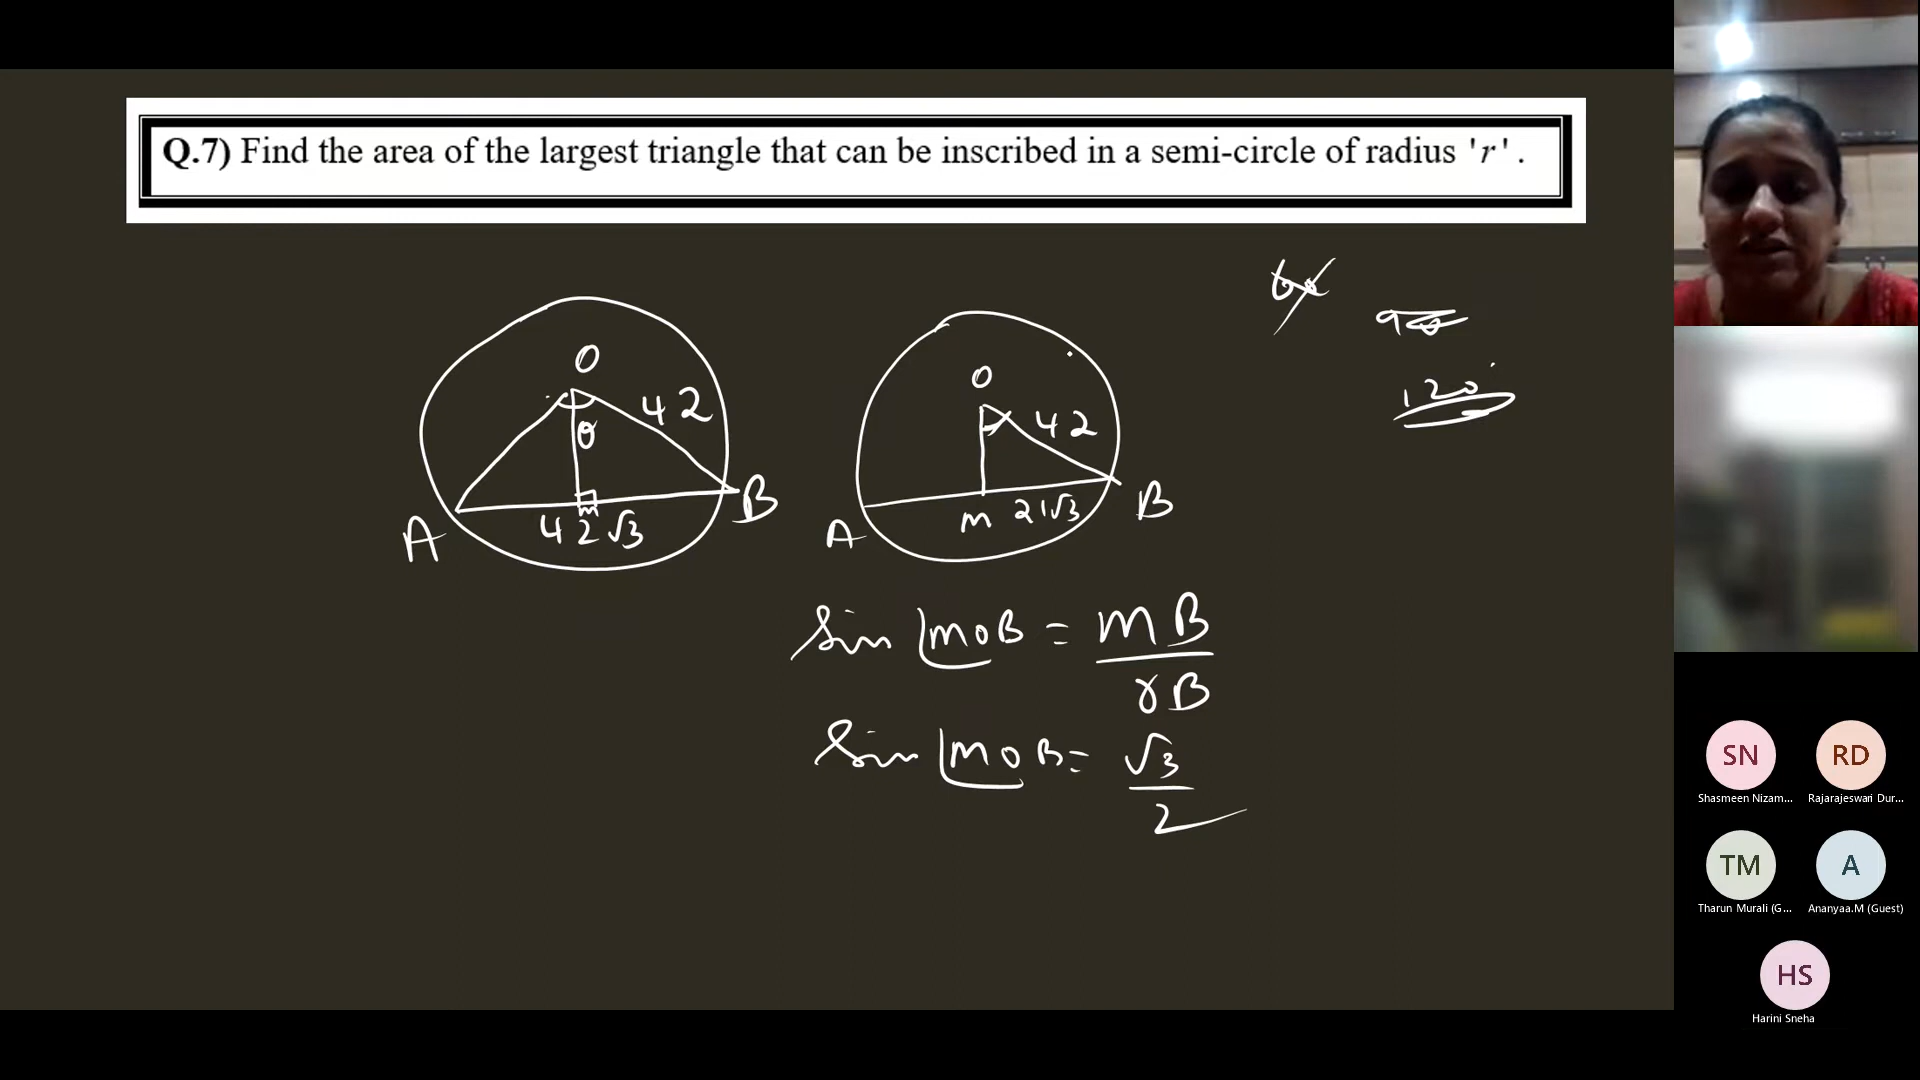 Q.7) Find the area of the largest triangle that can be inscribed in a semi-circle of radius 'r'.
O
42
θ
A
B
m
42√3
O
42
A
m
21√3
B
90
120°
sin ∠mOB = mB
rB
sin ∠mOB = √3
2
SN
Shasmeen Nizam...
RD
Rajarajeswari Dur...
TM
Tharun Murali (G...
A
Ananyaa.M (Guest)
HS
Harini Sneha